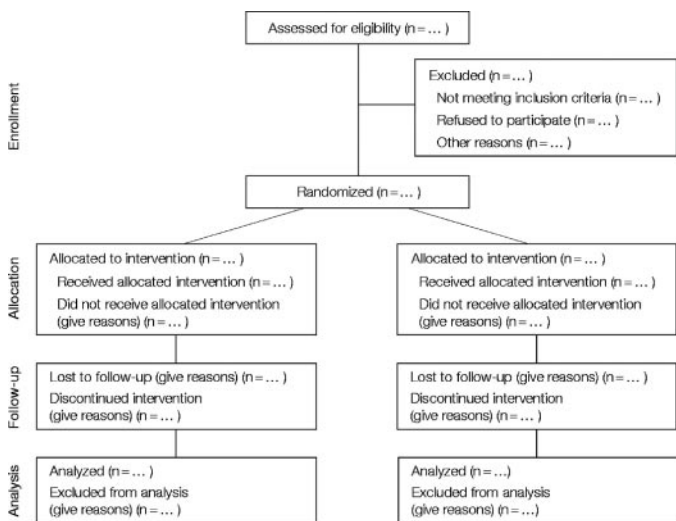 Assessed for eligibility (n = … )
Enrollment
Excluded (n = … )
Not meeting inclusion criteria (n = … )
Refused to participate (n = … )
Other reasons (n = … )
Randomized (n = … )
Allocation
Allocated to intervention (n = … )
Received allocated intervention (n = … )
Did not receive allocated intervention
(give reasons) (n = … )
Allocated to intervention (n = … )
Received allocated intervention (n = … )
Did not receive allocated intervention
(give reasons) (n = … )
Follow-up
Lost to follow-up (give reasons) (n = … )
Discontinued intervention
(give reasons) (n = … )
Lost to follow-up (give reasons) (n = … )
Discontinued intervention
(give reasons) (n = … )
Analysis
Analyzed (n = … )
Excluded from analysis
(give reasons) (n = … )
Analyzed (n = …)
Excluded from analysis
(give reasons) (n = …)